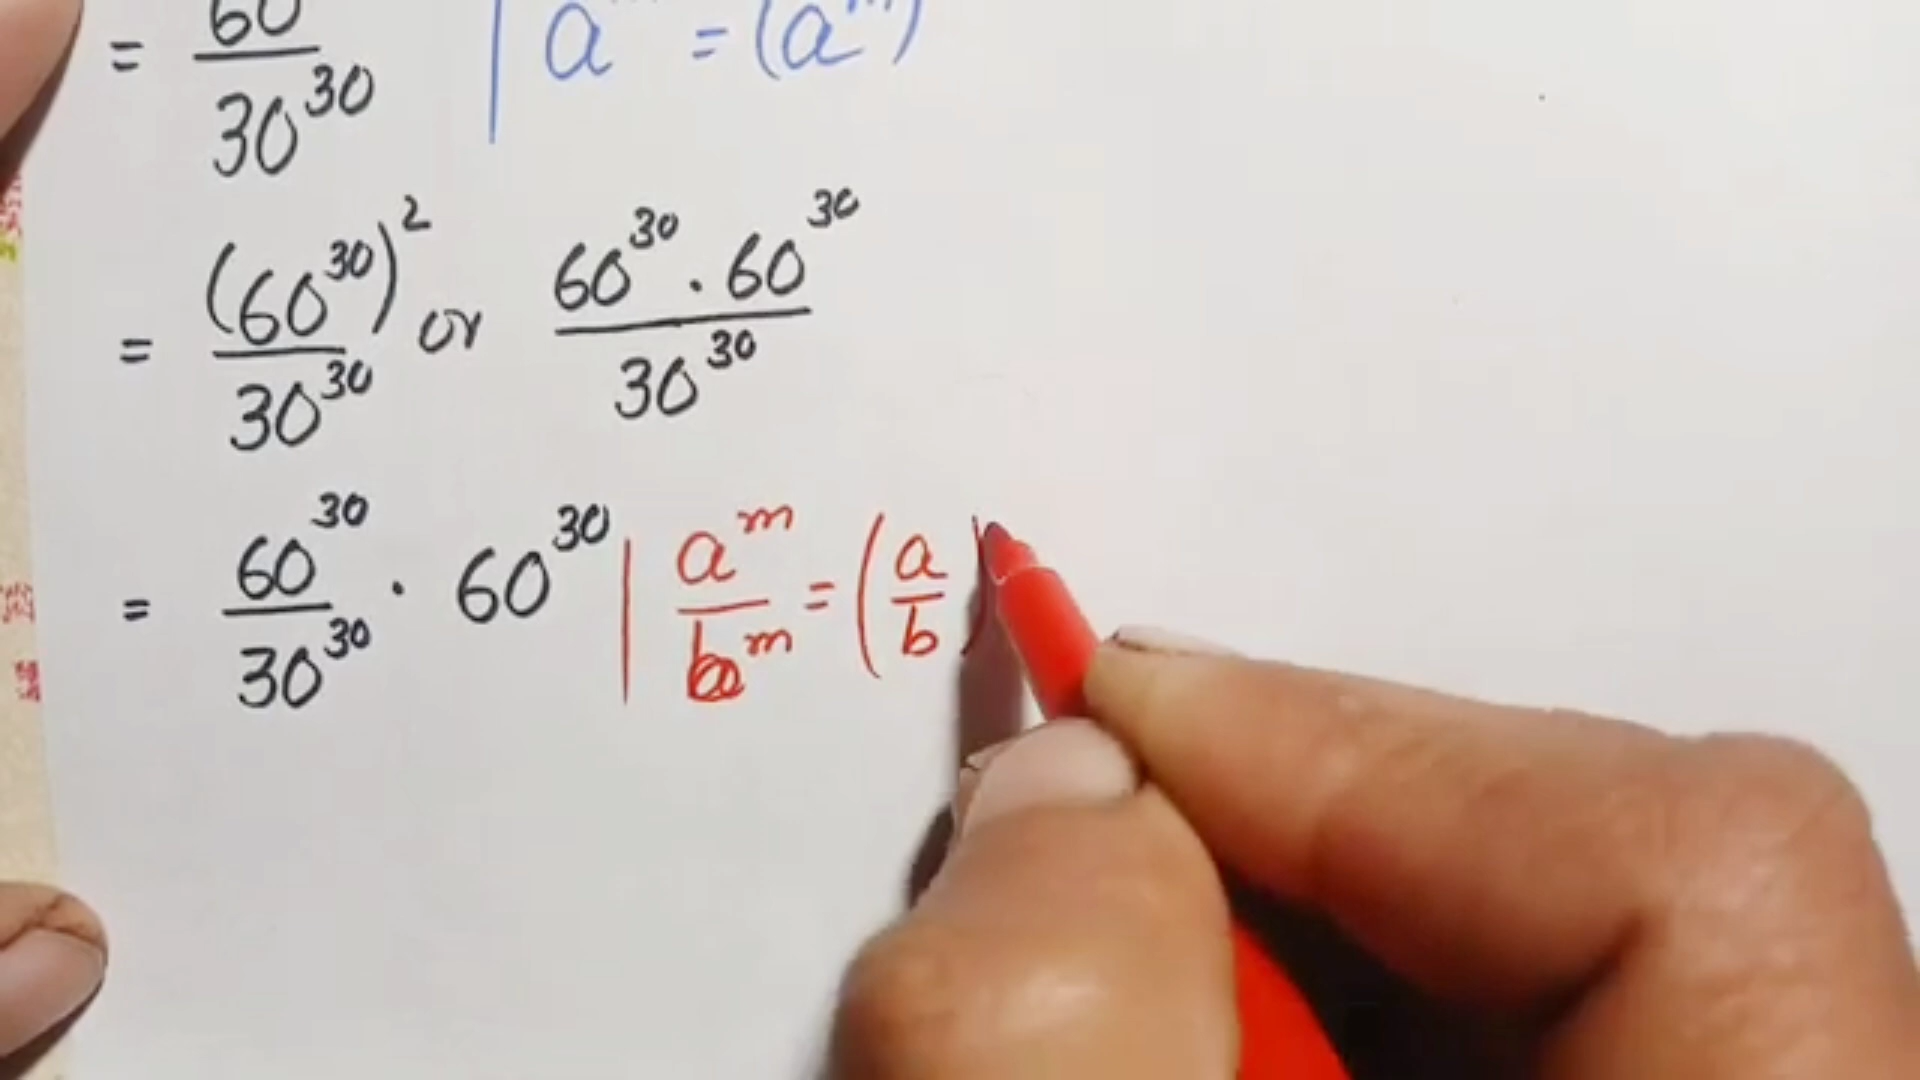 = 60 / 30^30 | a^m = (a^m)
= (60^30)^2 / 30^30 or 60^30 . 60^30 / 30^30
= 60^30 / 30^30 . 60^30 | a^m / b^m = (a / b)